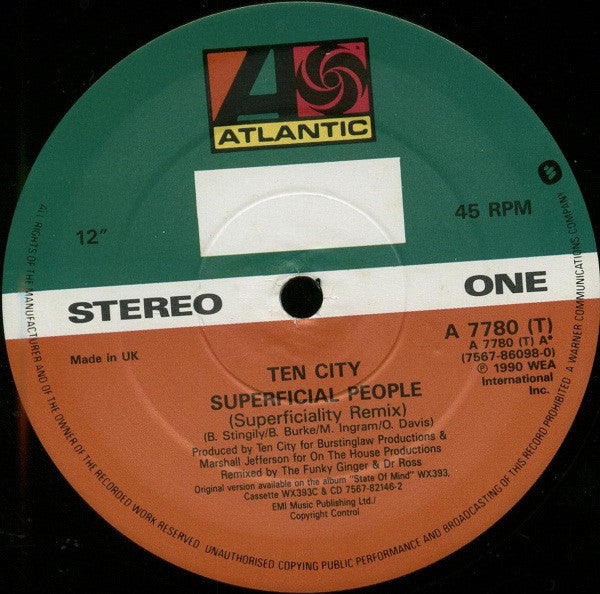 ATLANTIC
12"
45 RPM
STEREO
ONE
Made in UK
A 7780 (T)
A 7780 (T) A*
(7567-86098-0)
℗ 1990 WEA
International
Inc.
TEN CITY
SUPERFICIAL PEOPLE
(Superficiality Remix)
(B. Stingily/B. Burke/M. Ingram/O. Davis)
Produced by Ten City for Burstinglaw Productions &
Marshall Jefferson for On The House Productions
Remixed by The Funky Ginger & Dr Ross
Original version available on the album "State Of Mind" WX393.
Cassette WX393C & CD 7567-82146-2
EMI Music Publishing Ltd./
Copyright Control
ALL RIGHTS OF THE MANUFACTURER AND OF THE OWNER OF THE RECORDED WORK RESERVED UNAUTHORISED COPYING PUBLIC PERFORMANCE AND BROADCASTING OF THIS RECORD PROHIBITED A WARNER COMMUNICATIONS COMPANY